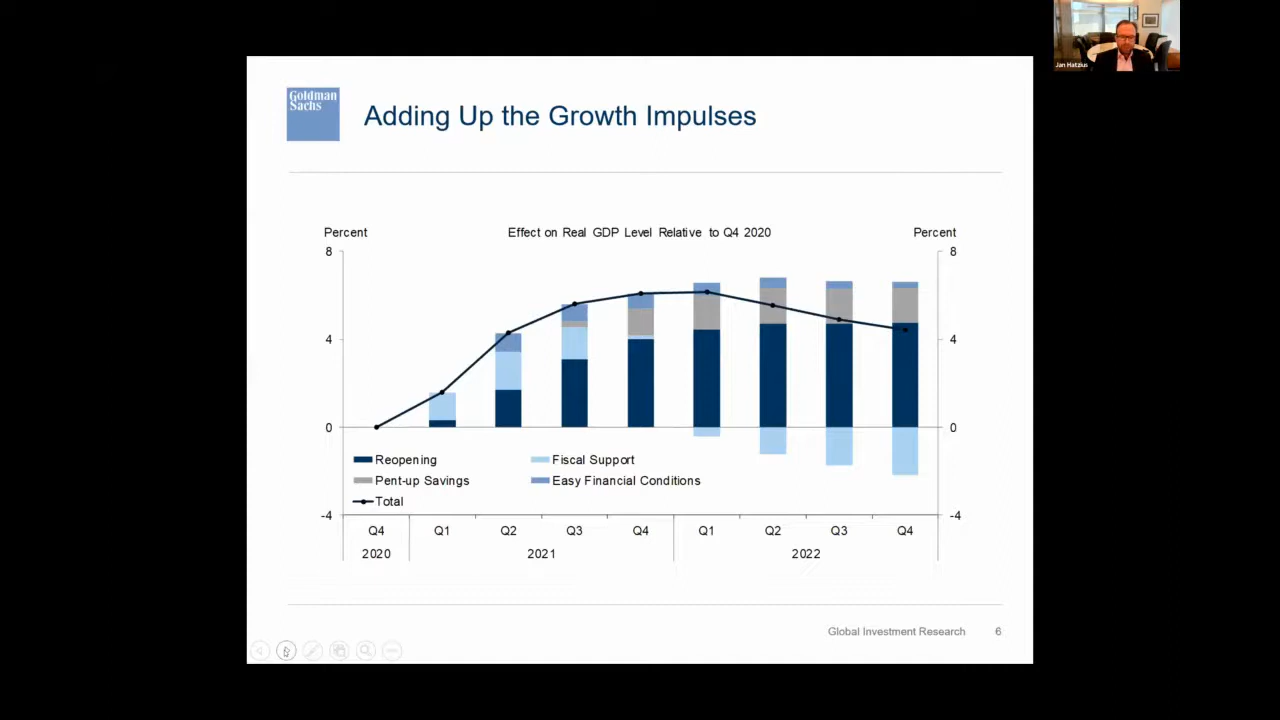 Jan Hatzius
Goldman
Sachs
Adding Up the Growth Impulses
Percent
Effect on Real GDP Level Relative to Q4 2020
Percent
8
8
4
4
0
0
Reopening
Fiscal Support
Pent-up Savings
Easy Financial Conditions
Total
-4
-4
Q4
Q1
Q2
Q3
Q4
Q1
Q2
Q3
Q4
2020
2021
2022
Global Investment Research
6